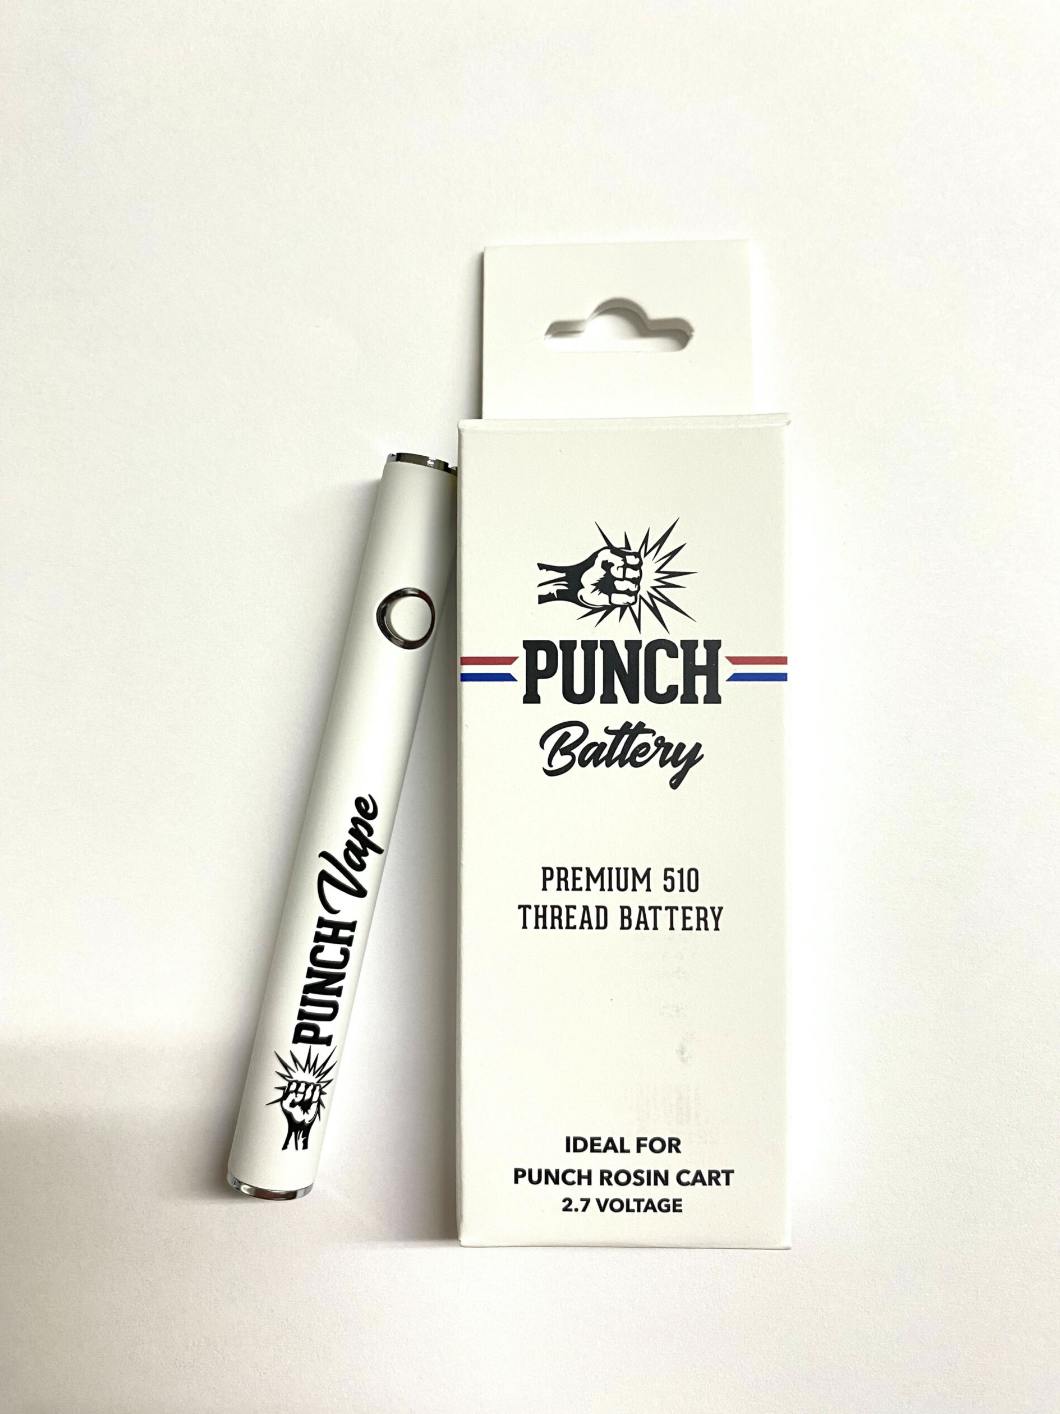 PUNCH Vape
PUNCH
Battery
PREMIUM 510
THREAD BATTERY
IDEAL FOR
PUNCH ROSIN CART
2.7 VOLTAGE